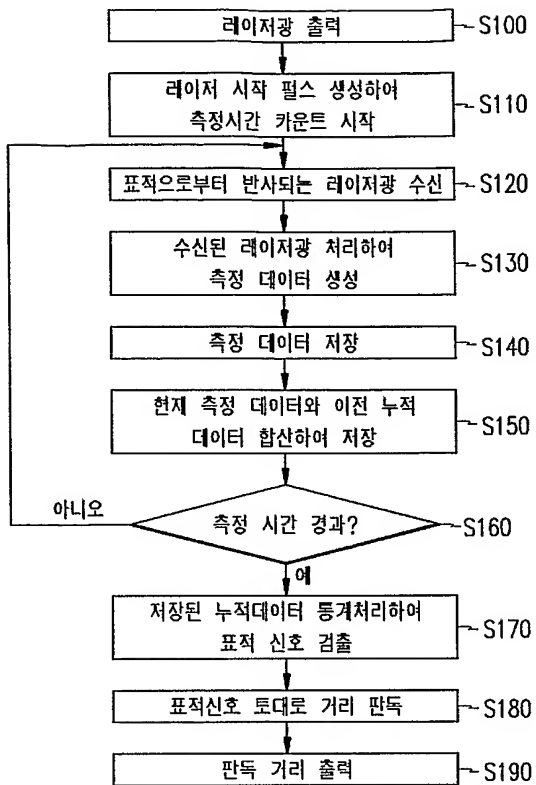 레이저광 출력
S100
레이저 시작 펄스 생성하여
측정시간 카운트 시작
S110
표적으로부터 반사되는 레이저광 수신
S120
수신된 레이저광 처리하여
측정 데이터 생성
S130
측정 데이터 저장
S140
현재 측정 데이터와 이전 누적
데이터 합산하여 저장
S150
아니오
측정 시간 경과?
S160
예
저장된 누적데이터 통계처리하여
표적 신호 검출
S170
표적신호 토대로 거리 판독
S180
판독 거리 출력
S190